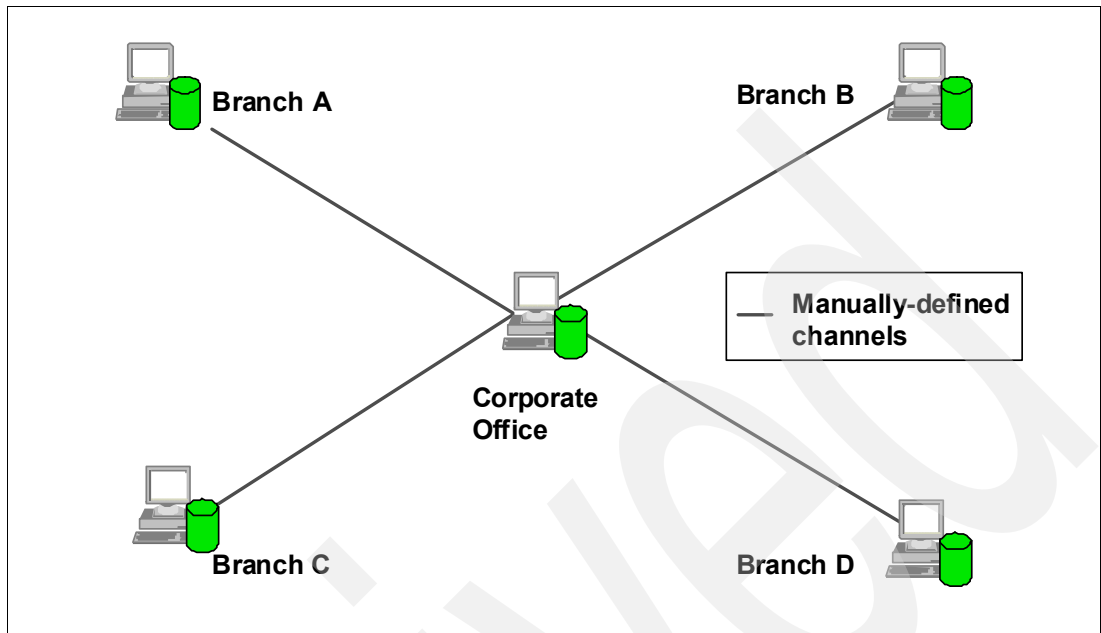 Branch A
Branch B
Manually-defined
channels
Corporate
Office
Branch C
Branch D